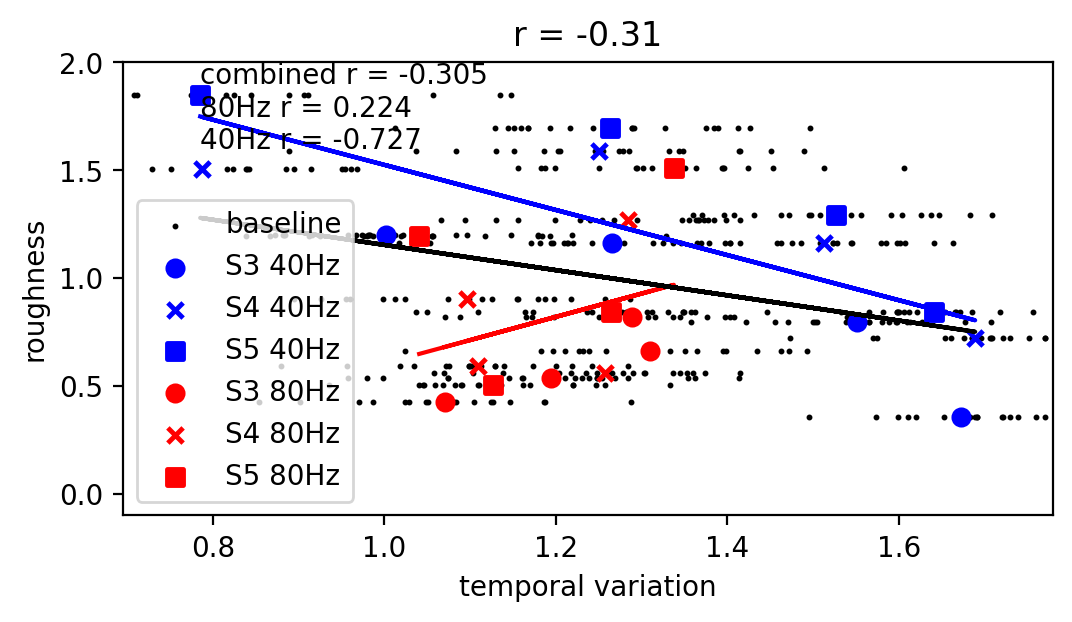 r = -0.31
combined r = -0.305
80Hz r = 0.224
40Hz r = -0.727
baseline
S3 40Hz
S4 40Hz
S5 40Hz
S3 80Hz
S4 80Hz
S5 80Hz
2.0
1.5
1.0
0.5
0.0
roughness
0.8 1.0 1.2 1.4 1.6
temporal variation